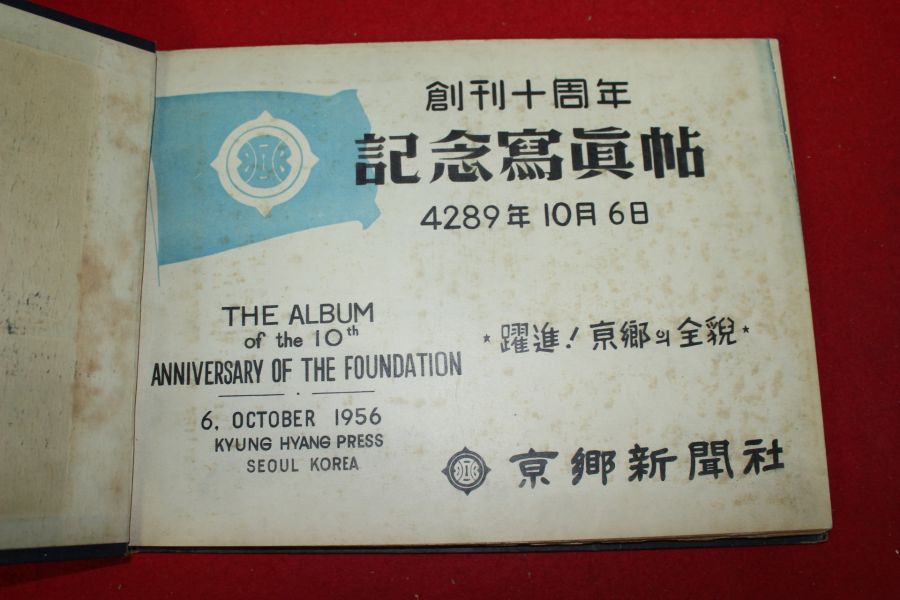 創刊十周年
記念寫眞帖
4289年 10月 6日
THE ALBUM
of the 10th
ANNIVERSARY OF THE FOUNDATION
6, OCTOBER 1956
KYUNG HYANG PRESS
SEOUL KOREA
* 躍進! 京鄕의 全貌 *
京鄕新聞社